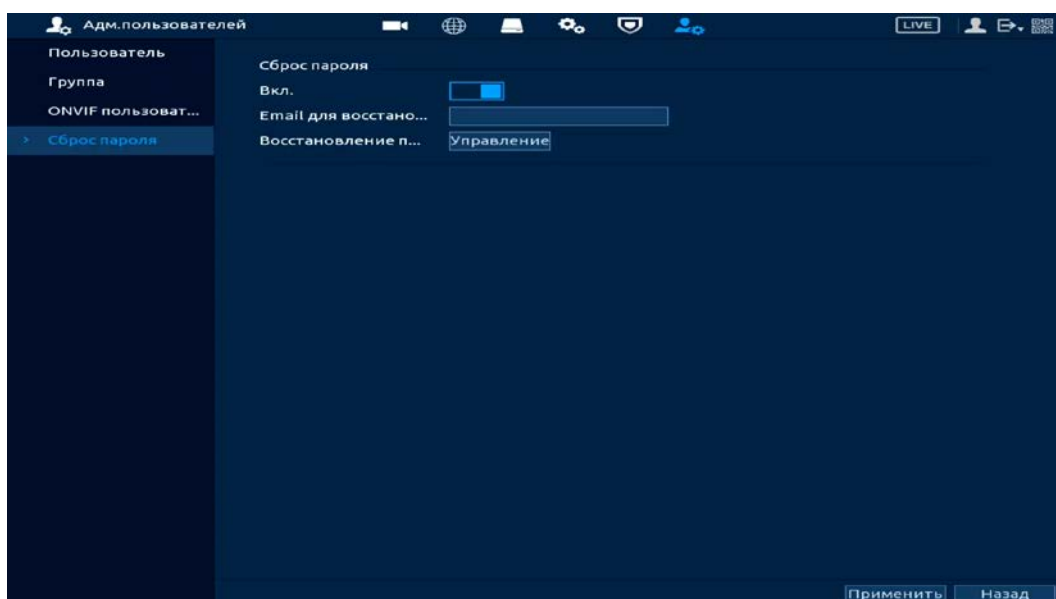 Адм.пользователей
LIVE
Пользователь
Группа
ONVIF пользоват...
Сброс пароля
Сброс пароля
Вкл.
Email для восстано...
Восстановление п...
Управление
Применить
Назад